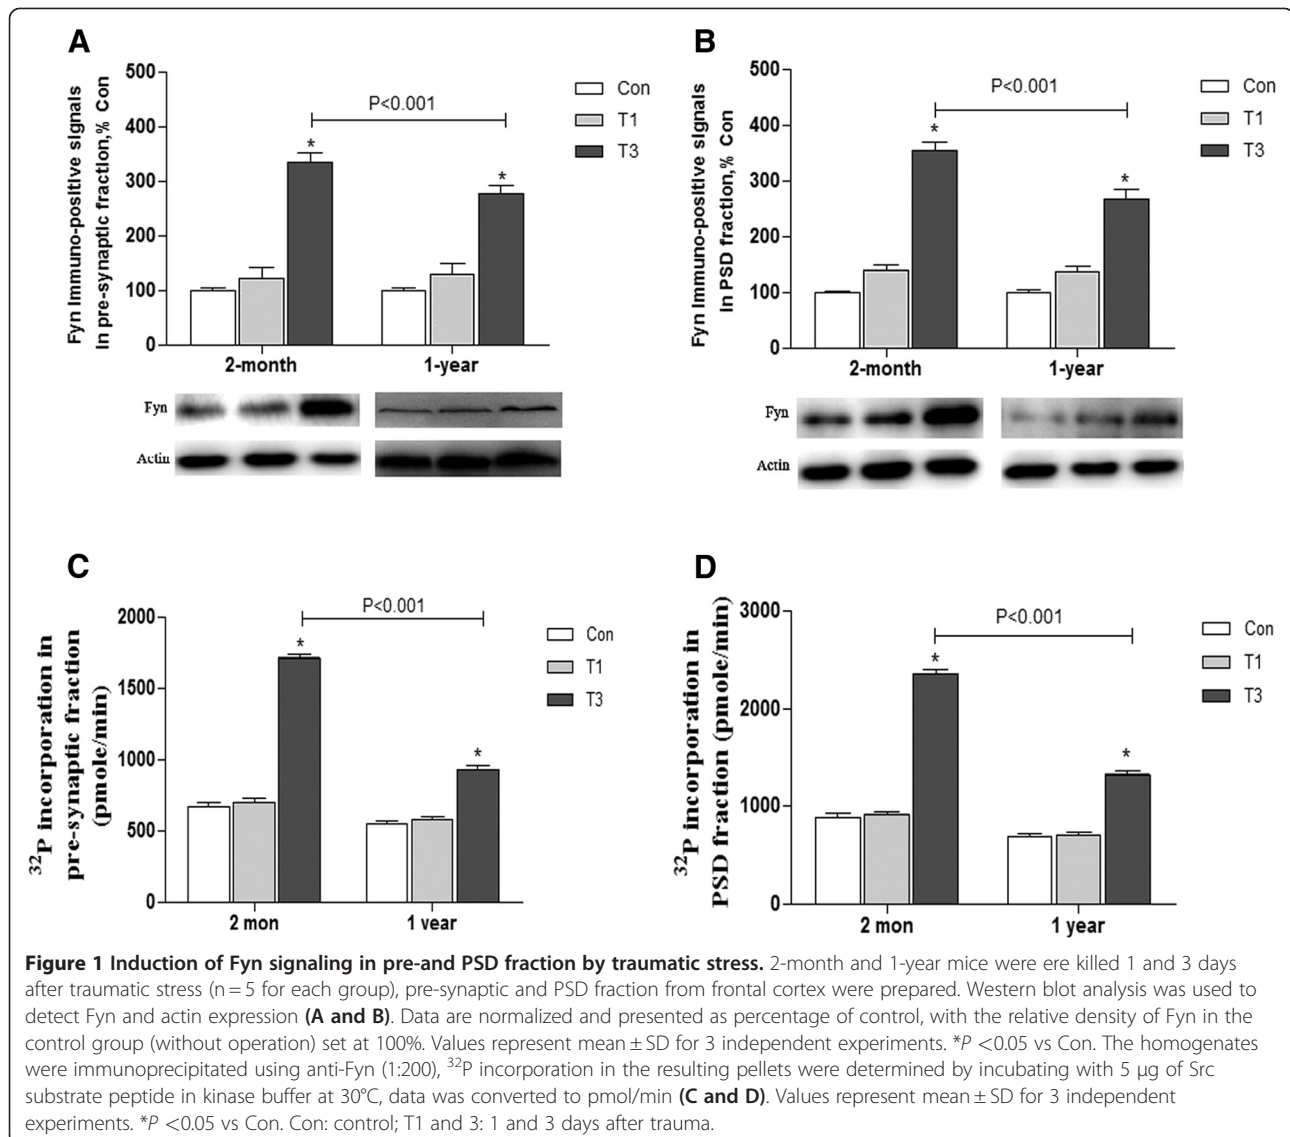 A
Fyn Immuno-positive signals
In pre-synaptic fraction,% Con
500
400
300
200
100
0
P<0.001
*
*
Con
T1
T3
2-month
1-year
Fyn
Actin
B
Fyn Immuno-positive signals
In PSD fraction,% Con
500
400
300
200
100
0
P<0.001
*
*
Con
T1
T3
2-month
1-year
Fyn
Actin
C
32P incorporation in
pre-synaptic fraction
(pmole/min)
2000
1500
1000
500
0
P<0.001
*
*
Con
T1
T3
2 mon
1 year
D
32P incorporation in
PSD fraction (pmole/min)
3000
2000
1000
0
P<0.001
*
*
Con
T1
T3
2 mon
1 year
Figure 1 Induction of Fyn signaling in pre-and PSD fraction by traumatic stress. 2-month and 1-year mice were ere killed 1 and 3 days
after traumatic stress (n = 5 for each group), pre-synaptic and PSD fraction from frontal cortex were prepared. Western blot analysis was used to
detect Fyn and actin expression (A and B). Data are normalized and presented as percentage of control, with the relative density of Fyn in the
control group (without operation) set at 100%. Values represent mean ± SD for 3 independent experiments. *P <0.05 vs Con. The homogenates
were immunoprecipitated using anti-Fyn (1:200), 32P incorporation in the resulting pellets were determined by incubating with 5 μg of Src
substrate peptide in kinase buffer at 30°C, data was converted to pmol/min (C and D). Values represent mean ± SD for 3 independent
experiments. *P <0.05 vs Con. Con: control; T1 and 3: 1 and 3 days after trauma.